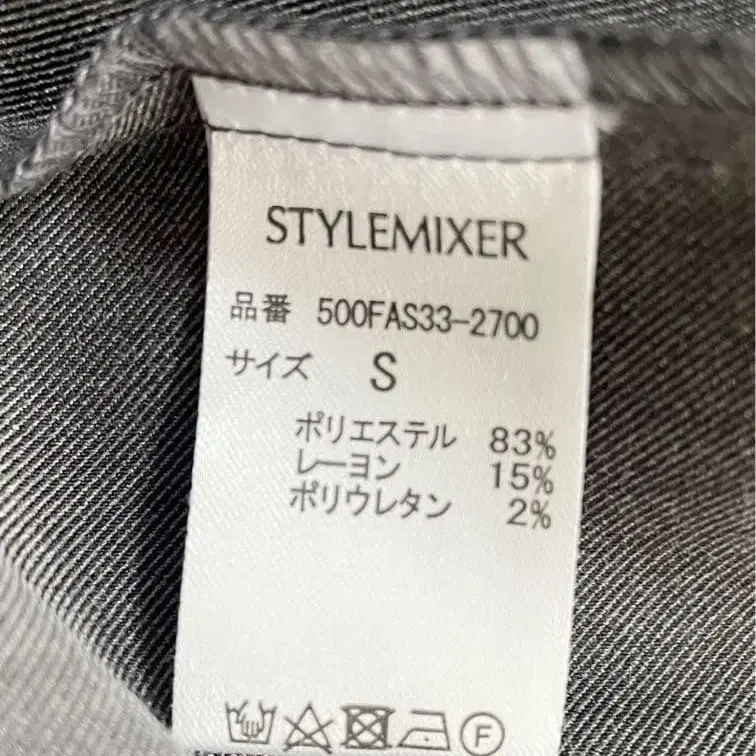 STYLEMIXER
品番 500FAS33-2700
サイズ S
ポリエステル 83%
レーヨン 15%
ポリウレタン 2%
F